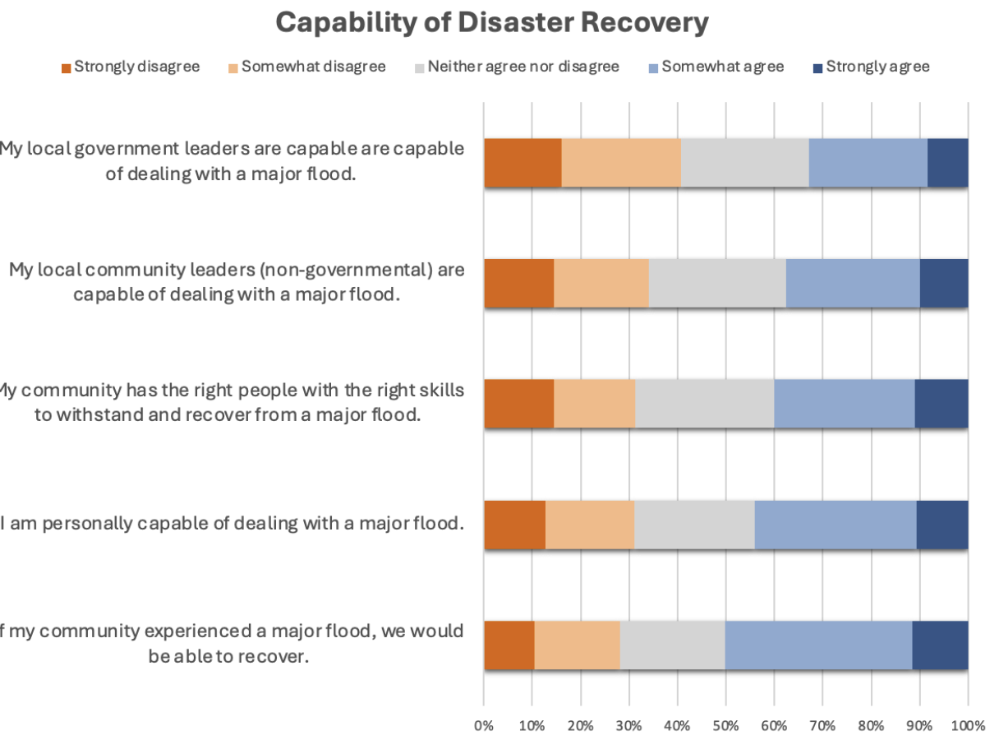 Capability of Disaster Recovery
Strongly disagree Somewhat disagree Neither agree nor disagree Somewhat agree Strongly agree
My local government leaders are capable are capable
of dealing with a major flood.
My local community leaders (non-governmental) are
capable of dealing with a major flood.
My community has the right people with the right skills
to withstand and recover from a major flood.
I am personally capable of dealing with a major flood.
f my community experienced a major flood, we would
be able to recover.
0% 10% 20% 30% 40% 50% 60% 70% 80% 90% 100%